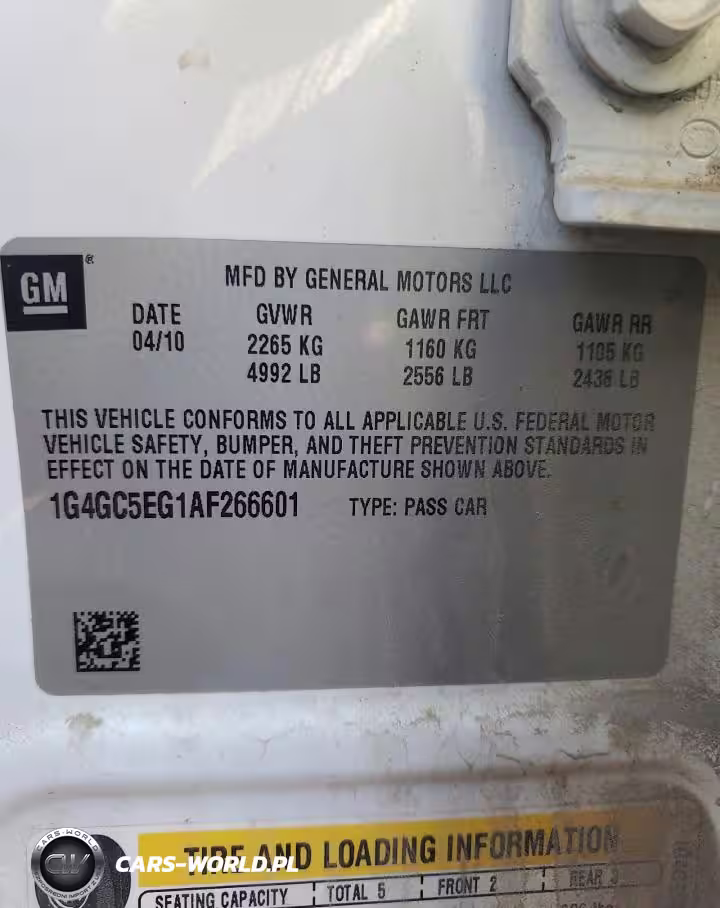 GM ®
MFD BY GENERAL MOTORS LLC
DATE GVWR GAWR FRT GAWR RR
04/10 2265 KG 1160 KG 1105 KG
4992 LB 2556 LB 2436 LB
THIS VEHICLE CONFORMS TO ALL APPLICABLE U.S. FEDERAL MOTOR
VEHICLE SAFETY, BUMPER, AND THEFT PREVENTION STANDARDS IN
EFFECT ON THE DATE OF MANUFACTURE SHOWN ABOVE.
1G4GC5EG1AF266601 TYPE: PASS CAR
TIRE AND LOADING INFORMATION
CARS-WORLD
CARS-WORLD.PL
SEATING CAPACITY TOTAL 5 FRONT 2 REAR 3